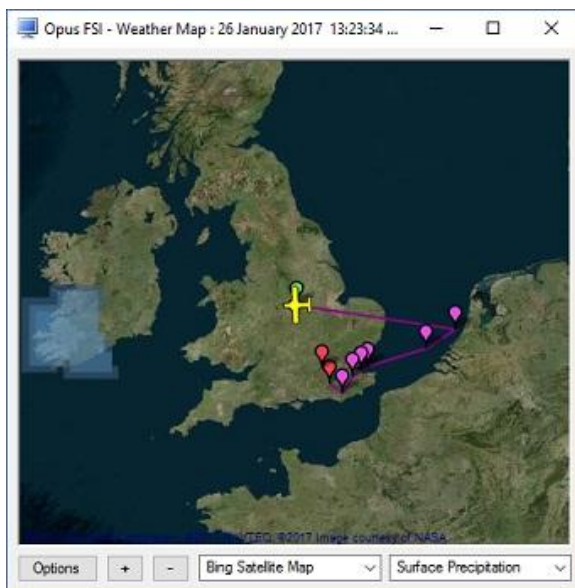 Opus FSI - Weather Map : 26 January 2017 13:23:34 ...
©2017 Image courtesy of NASA
Options + - Bing Satellite Map Surface Precipitation